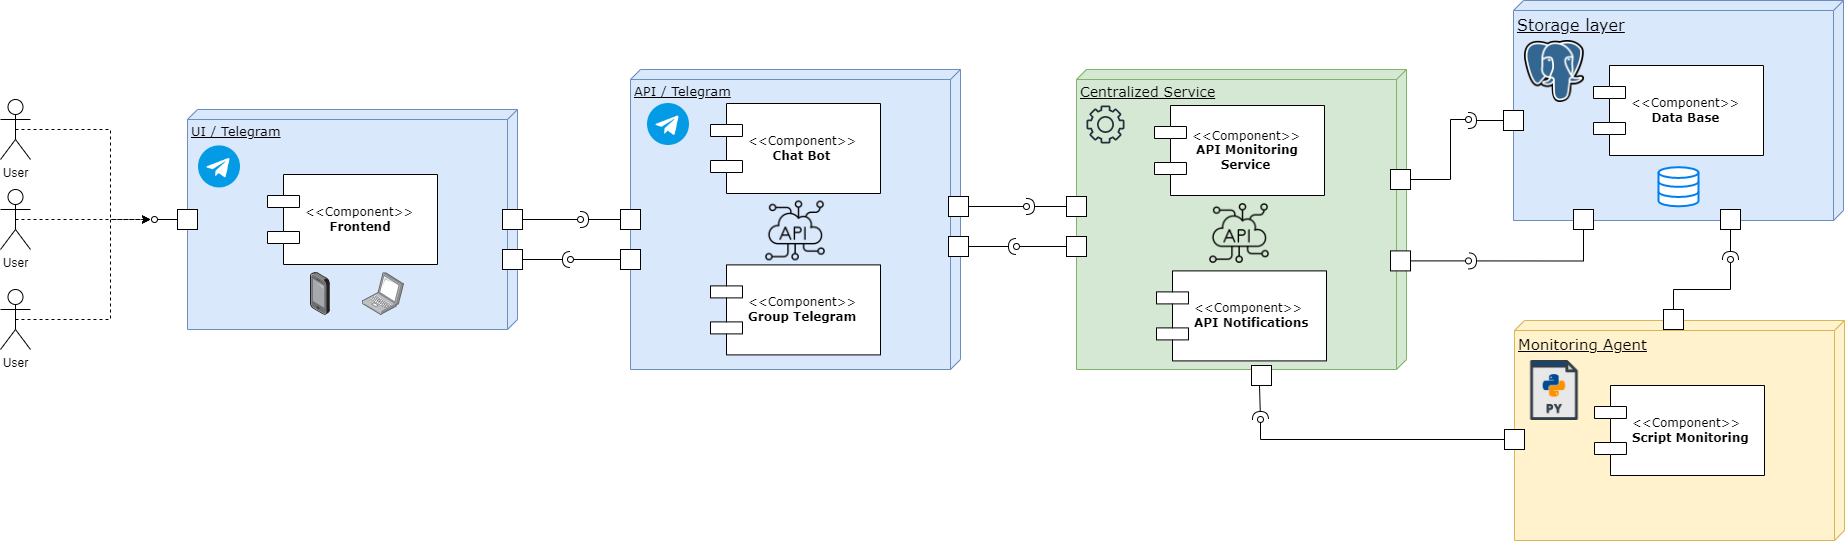 User
User
User
UI / Telegram
<<Component>>
Frontend
API / Telegram
<<Component>>
Chat Bot
API
<<Component>>
Group Telegram
Centralized Service
<<Component>>
API Monitoring
Service
API
<<Component>>
API Notifications
Storage layer
<<Component>>
Data Base
Monitoring Agent
PY
<<Component>>
Script Monitoring